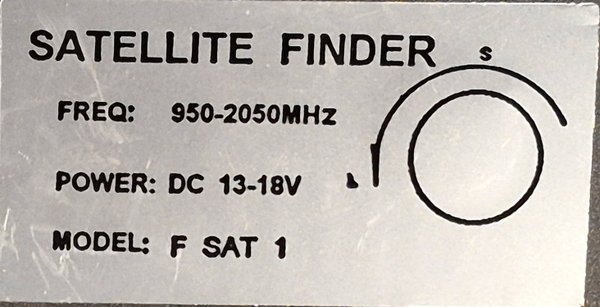 SATELLITE FINDER
S
FREQ: 950-2050MHz
POWER: DC 13-18V
MODEL: F SAT 1